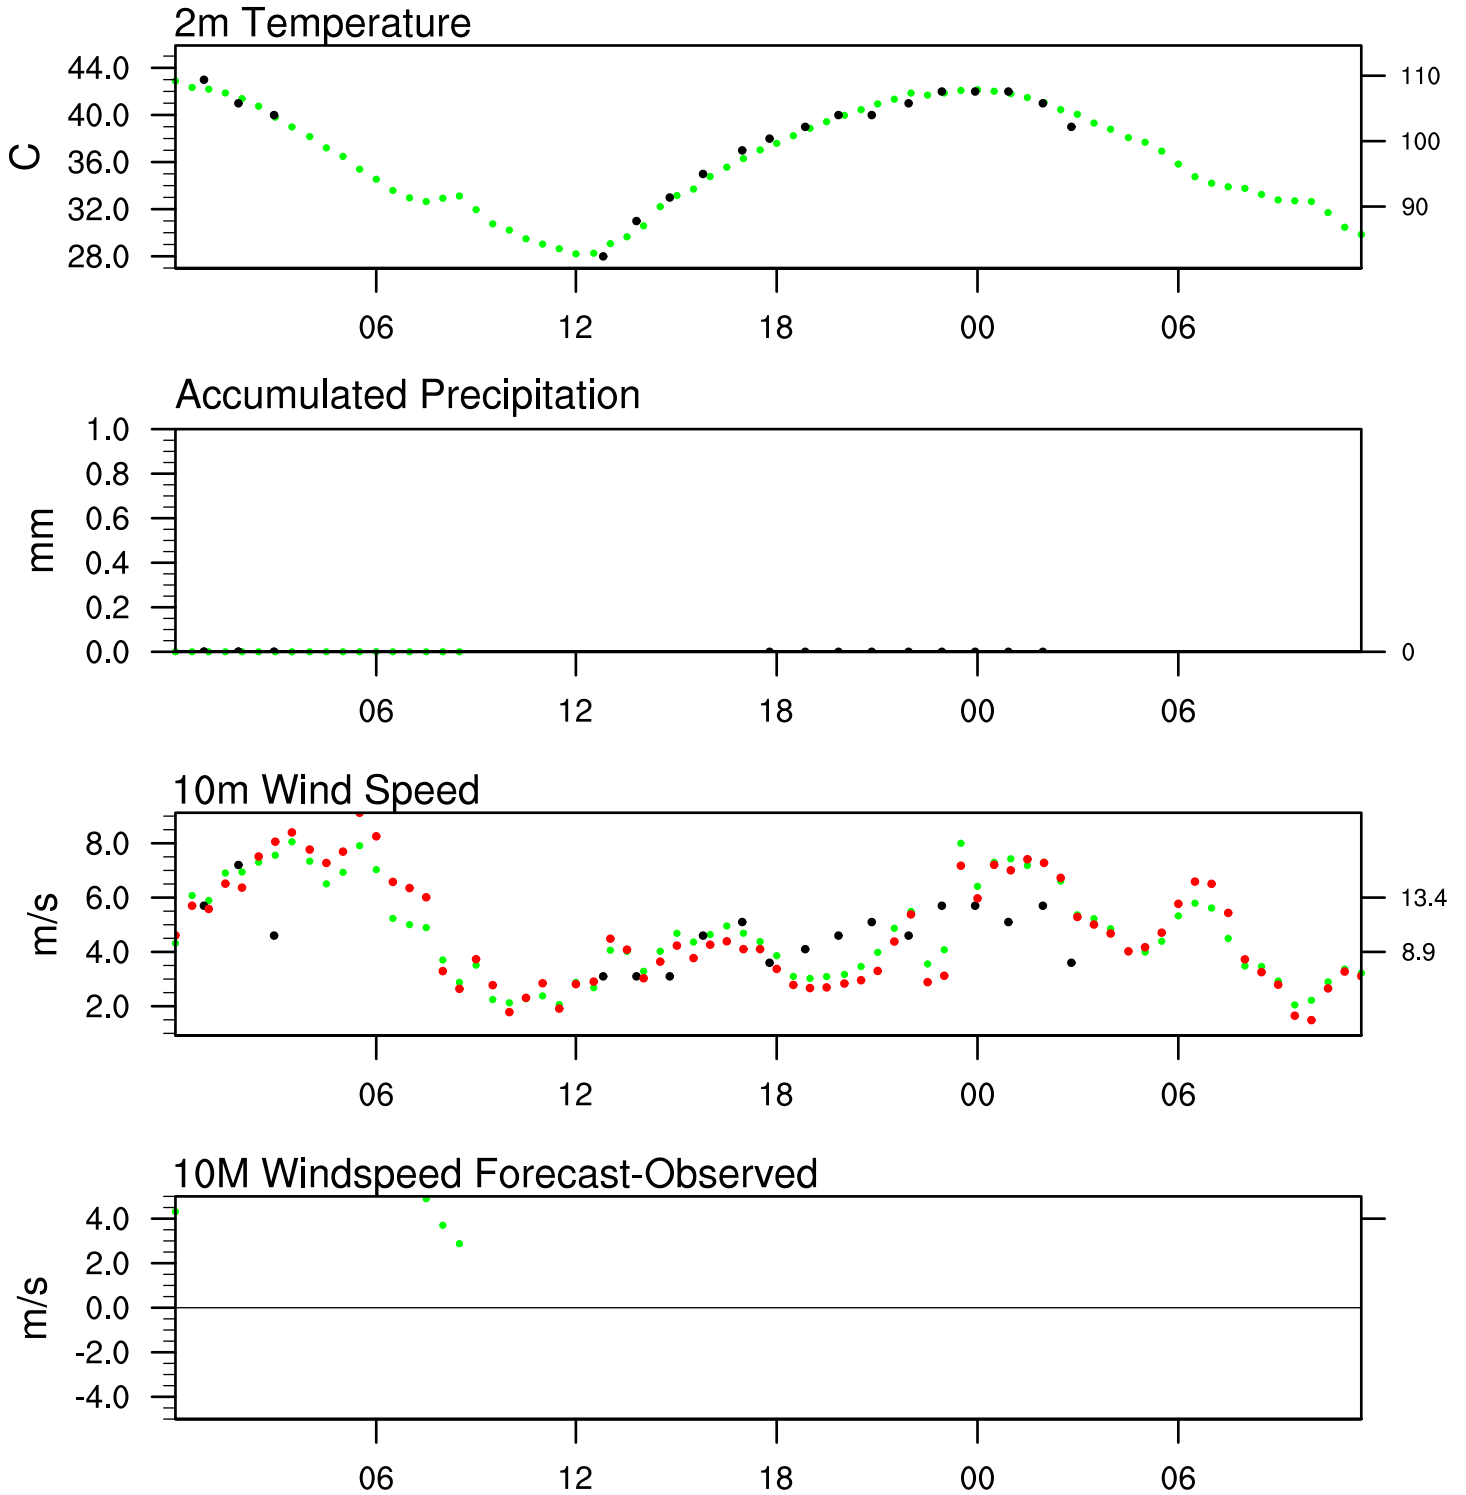 2m Temperature
44.0
40.0
36.0
32.0
28.0
C
110
100
90
06 12 18 00 06
Accumulated Precipitation
1.0
0.8
0.6
0.4
0.2
0.0
mm
0
06 12 18 00 06
10m Wind Speed
8.0
6.0
4.0
2.0
m/s
13.4
8.9
06 12 18 00 06
10M Windspeed Forecast-Observed
4.0
2.0
0.0
-2.0
-4.0
m/s
06 12 18 00 06